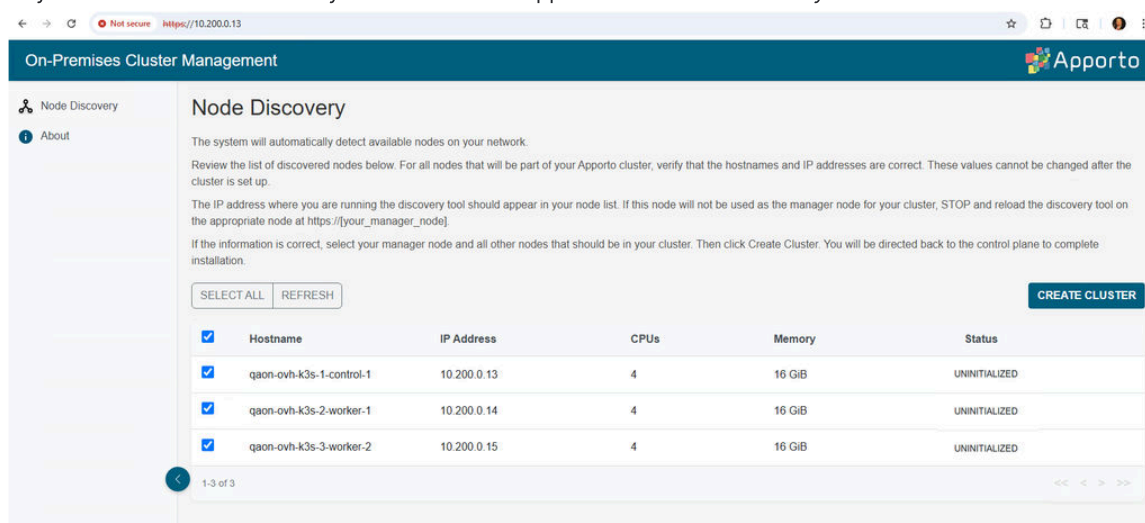 Not secure https://10.200.0.13
On-Premises Cluster Management
Apporto
Node Discovery
About
Node Discovery
The system will automatically detect available nodes on your network.
Review the list of discovered nodes below. For all nodes that will be part of your Apporto cluster, verify that the hostnames and IP addresses are correct. These values cannot be changed after the
cluster is set up.
The IP address where you are running the discovery tool should appear in your node list. If this node will not be used as the manager node for your cluster, STOP and reload the discovery tool on
the appropriate node at https://[your_manager_node].
If the information is correct, select your manager node and all other nodes that should be in your cluster. Then click Create Cluster. You will be directed back to the control plane to complete
installation.
SELECT ALL REFRESH
CREATE CLUSTER
Hostname IP Address CPUs Memory Status
qaon-ovh-k3s-1-control-1 10.200.0.13 4 16 GiB UNINITIALIZED
qaon-ovh-k3s-2-worker-1 10.200.0.14 4 16 GiB UNINITIALIZED
qaon-ovh-k3s-3-worker-2 10.200.0.15 4 16 GiB UNINITIALIZED
1-3 of 3 << < > >>